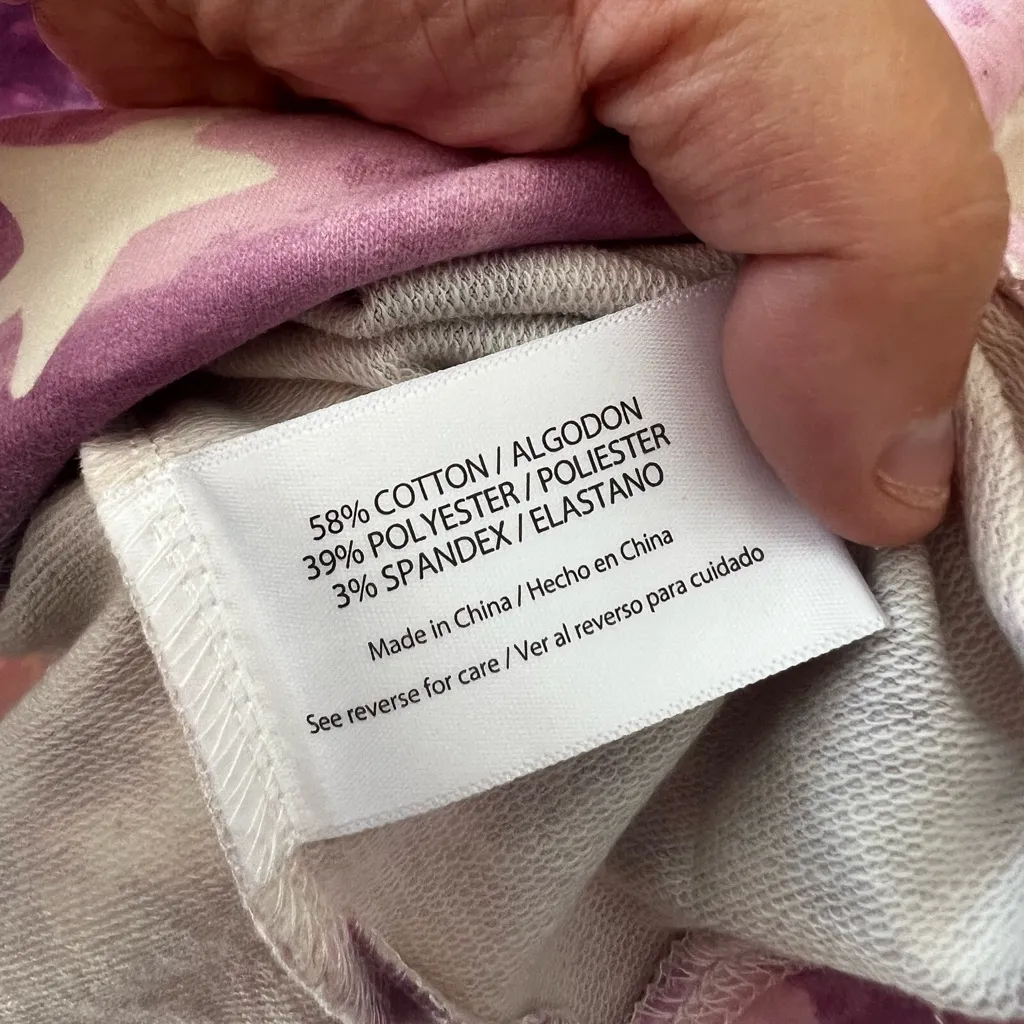 58% COTTON / ALGODON
39% POLYESTER / POLIESTER
3% SPANDEX / ELASTANO
Made in China / Hecho en China
See reverse for care / Ver al reverso para cuidado